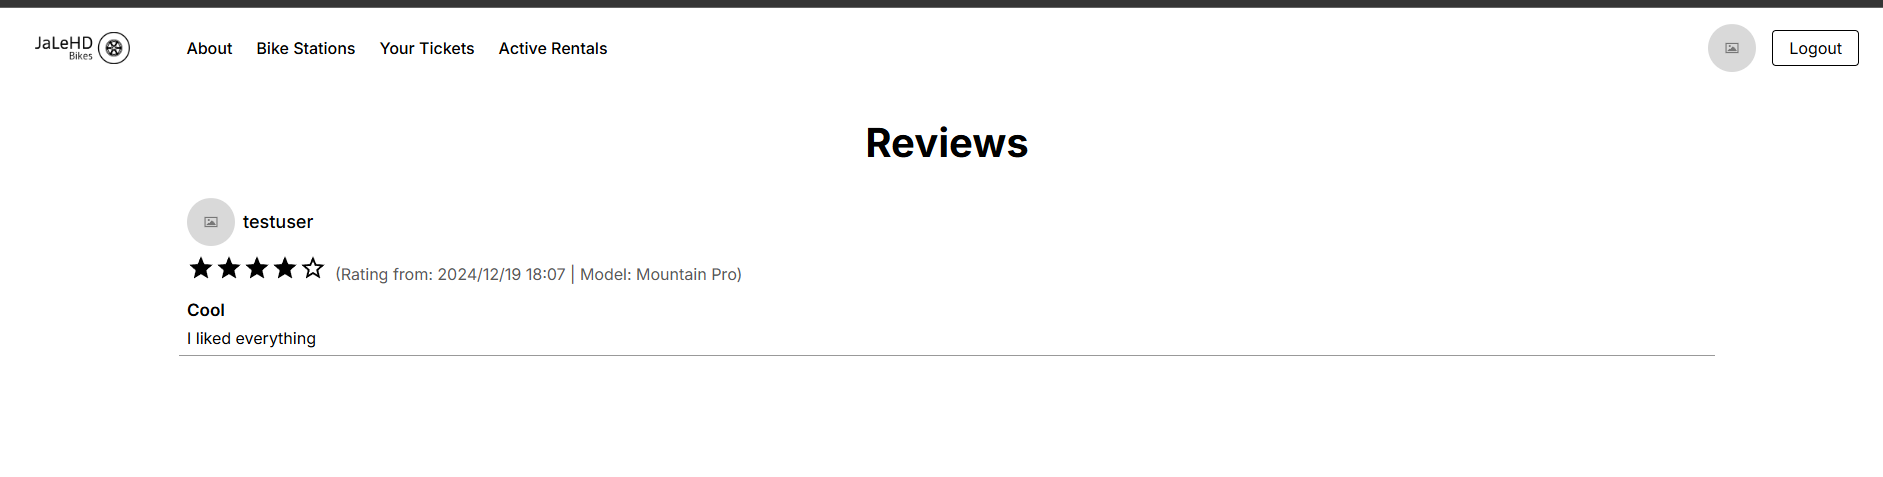 JaLeHD
Bikes
About Bike Stations Your Tickets Active Rentals Logout
Reviews
testuser
(Rating from: 2024/12/19 18:07 | Model: Mountain Pro)
Cool
I liked everything